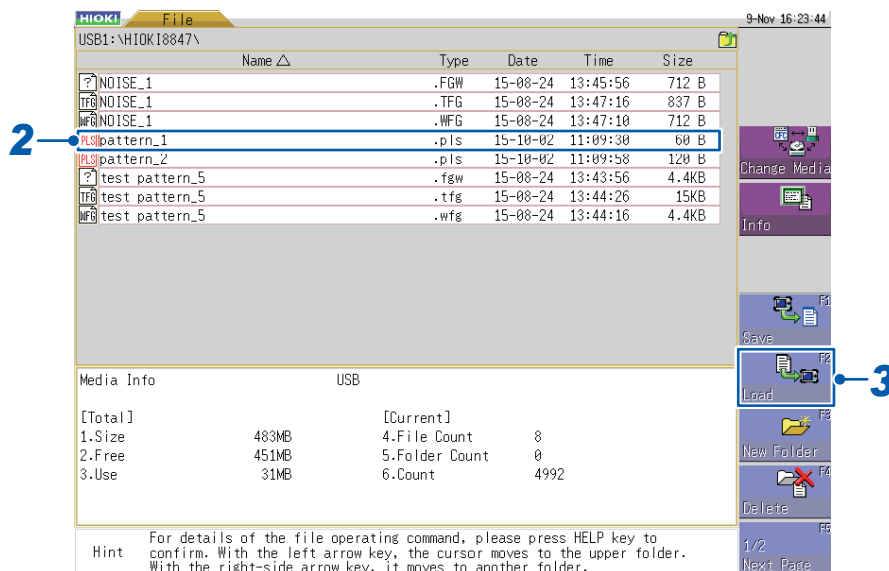 HIOKI File 9-Nov 16:23:44
USB1:\HIOKI8847\
Name △ Type Date Time Size
? NOISE_1 .FGW 15-08-24 13:45:56 712 B
TFG NOISE_1 .TFG 15-08-24 13:47:16 837 B
WFG NOISE_1 .WFG 15-08-24 13:47:10 712 B
2 PLS pattern_1 .pls 15-10-02 11:09:30 60 B
PLS pattern_2 .pls 15-10-02 11:09:58 120 B
? test pattern_5 .fgw 15-08-24 13:43:56 4.4KB
TFG test pattern_5 .tfg 15-08-24 13:44:26 15KB
WFG test pattern_5 .wfg 15-08-24 13:44:16 4.4KB
CFC
Change Media
Info
F1
Save
F2
Load
3
F3
New Folder
F4
Delete
F5
1/2
Next Page
Media Info USB
[Total] [Current]
1.Size 483MB 4.File Count 8
2.Free 451MB 5.Folder Count 0
3.Use 31MB 6.Count 4992
Hint For details of the file operating command, please press HELP key to
confirm. With the left arrow key, the cursor moves to the upper folder.
With the right-side arrow key, it moves to another folder.